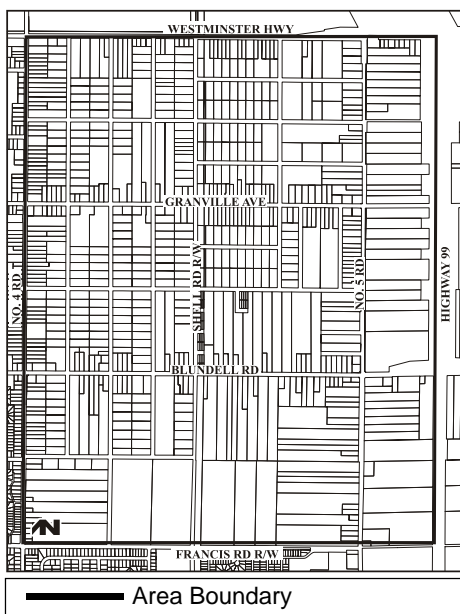 WESTMINSTER HWY
GRANVILLE AVE
NO. 4 RD.
SHELL RD R/W
NO. 5 RD
HIGHWAY 99
BLUNDELL RD
N
FRANCIS RD R/W
Area Boundary